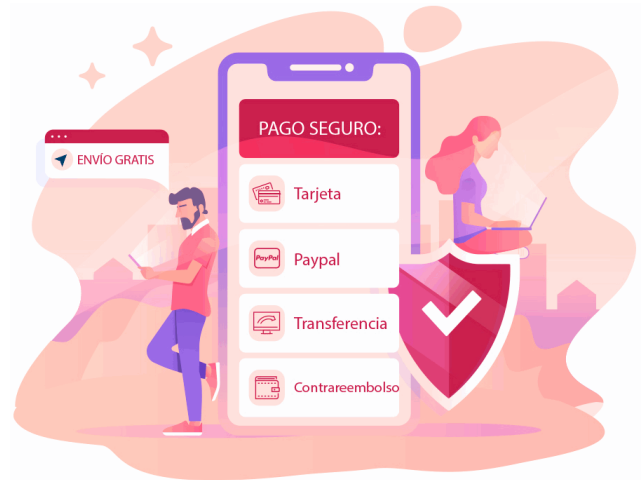 PAGO SEGURO:
ENVÍO GRATIS
Tarjeta
PayPal
Paypal
Transferencia
Contrareembolso